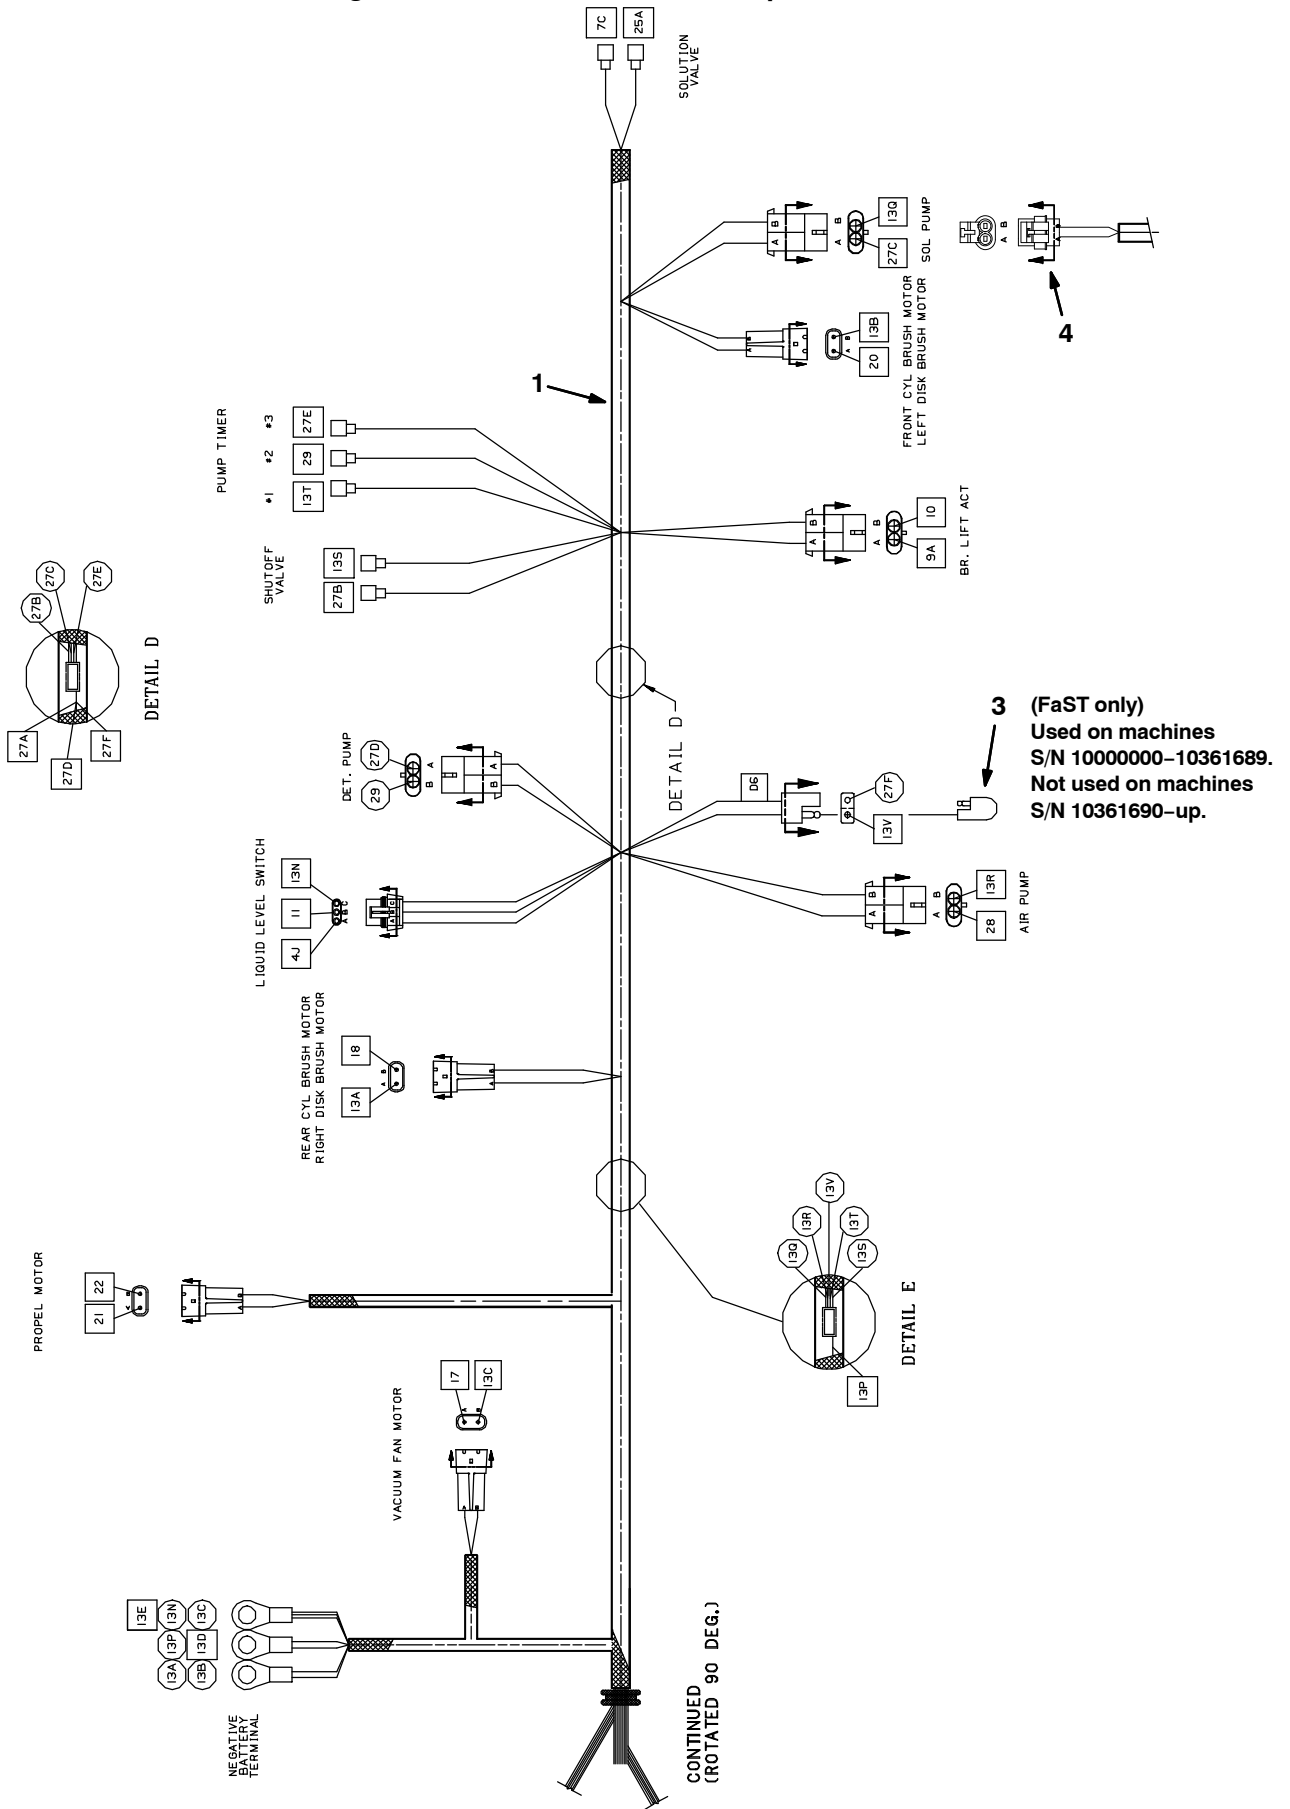 7C
25A
SOLUTION
VALVE
B
A
B
A
13Q
27C
SOL PUMP
B
A
B
A
4
B
A
B
A
13B
20
FRONT CYL BRUSH MOTOR
LEFT DISK BRUSH MOTOR
1
PUMP TIMER
#3
#2
#1
27E
29
13T
SHUTOFF
VALVE
13S
27B
B
A
B
A
10
9A
BR. LIFT ACT
27B
27C
27E
27A
27D
27F
DETAIL D
DETAIL D
DET. PUMP
27D
29
A
B
A
B
D6
27F
13V
3
(FaST only)
Used on machines
S/N 10000000–10361689.
Not used on machines
S/N 10361690–up.
LIQUID LEVEL SWITCH
13N
11
4J
C
B
A
C
B
A
B
A
B
A
13R
28
AIR PUMP
REAR CYL BRUSH MOTOR
RIGHT DISK BRUSH MOTOR
18
13A
B
A
B
A
13V
13R
13T
13Q
13S
13P
DETAIL E
PROPEL MOTOR
22
21
B
A
B
A
VACUUM FAN MOTOR
17
13C
A
B
A
B
13E
13N
13C
13P
13D
13A
13B
NEGATIVE
BATTERY
TERMINAL
CONTINUED
(ROTATED 90 DEG.)